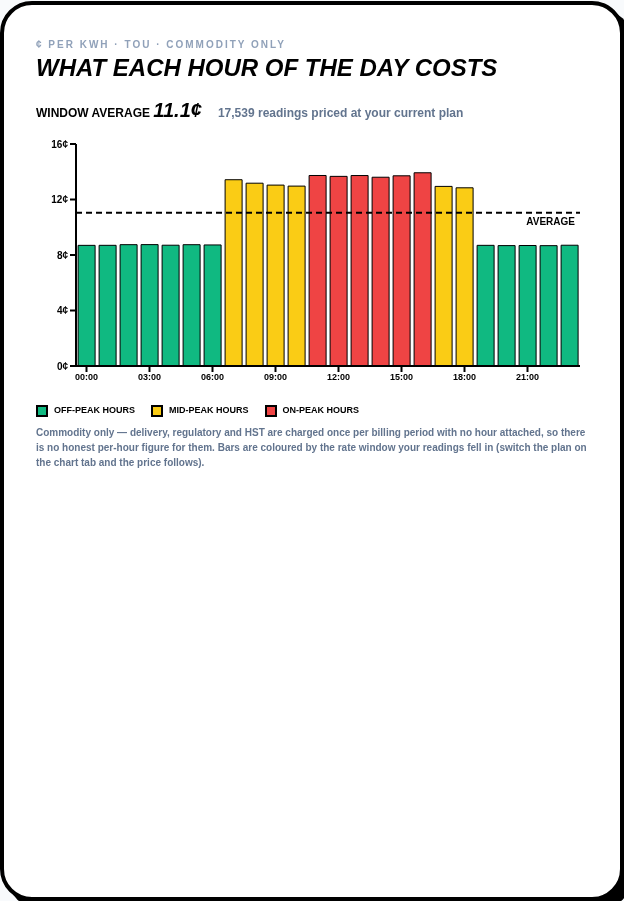 ¢ PER KWH · TOU · COMMODITY ONLY
WHAT EACH HOUR OF THE DAY COSTS
WINDOW AVERAGE 11.1¢ 17,539 readings priced at your current plan
16¢
12¢
AVERAGE
8¢
4¢
0¢
00:00 03:00 06:00 09:00 12:00 15:00 18:00 21:00
OFF-PEAK HOURS MID-PEAK HOURS ON-PEAK HOURS
Commodity only — delivery, regulatory and HST are charged once per billing period with no hour attached, so there
is no honest per-hour figure for them. Bars are coloured by the rate window your readings fell in (switch the plan on
the chart tab and the price follows).